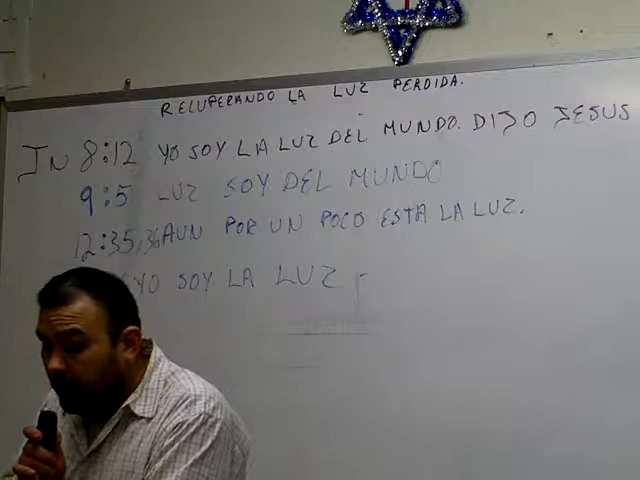 RECUPERANDO LA LUZ PERDIDA.
JN 8:12 YO SOY LA LUZ DEL MUNDO. DIJO JESUS
9:5 LUZ SOY DEL MUNDO
12:35,36 AUN POR UN POCO ESTA LA LUZ.
YO SOY LA LUZ